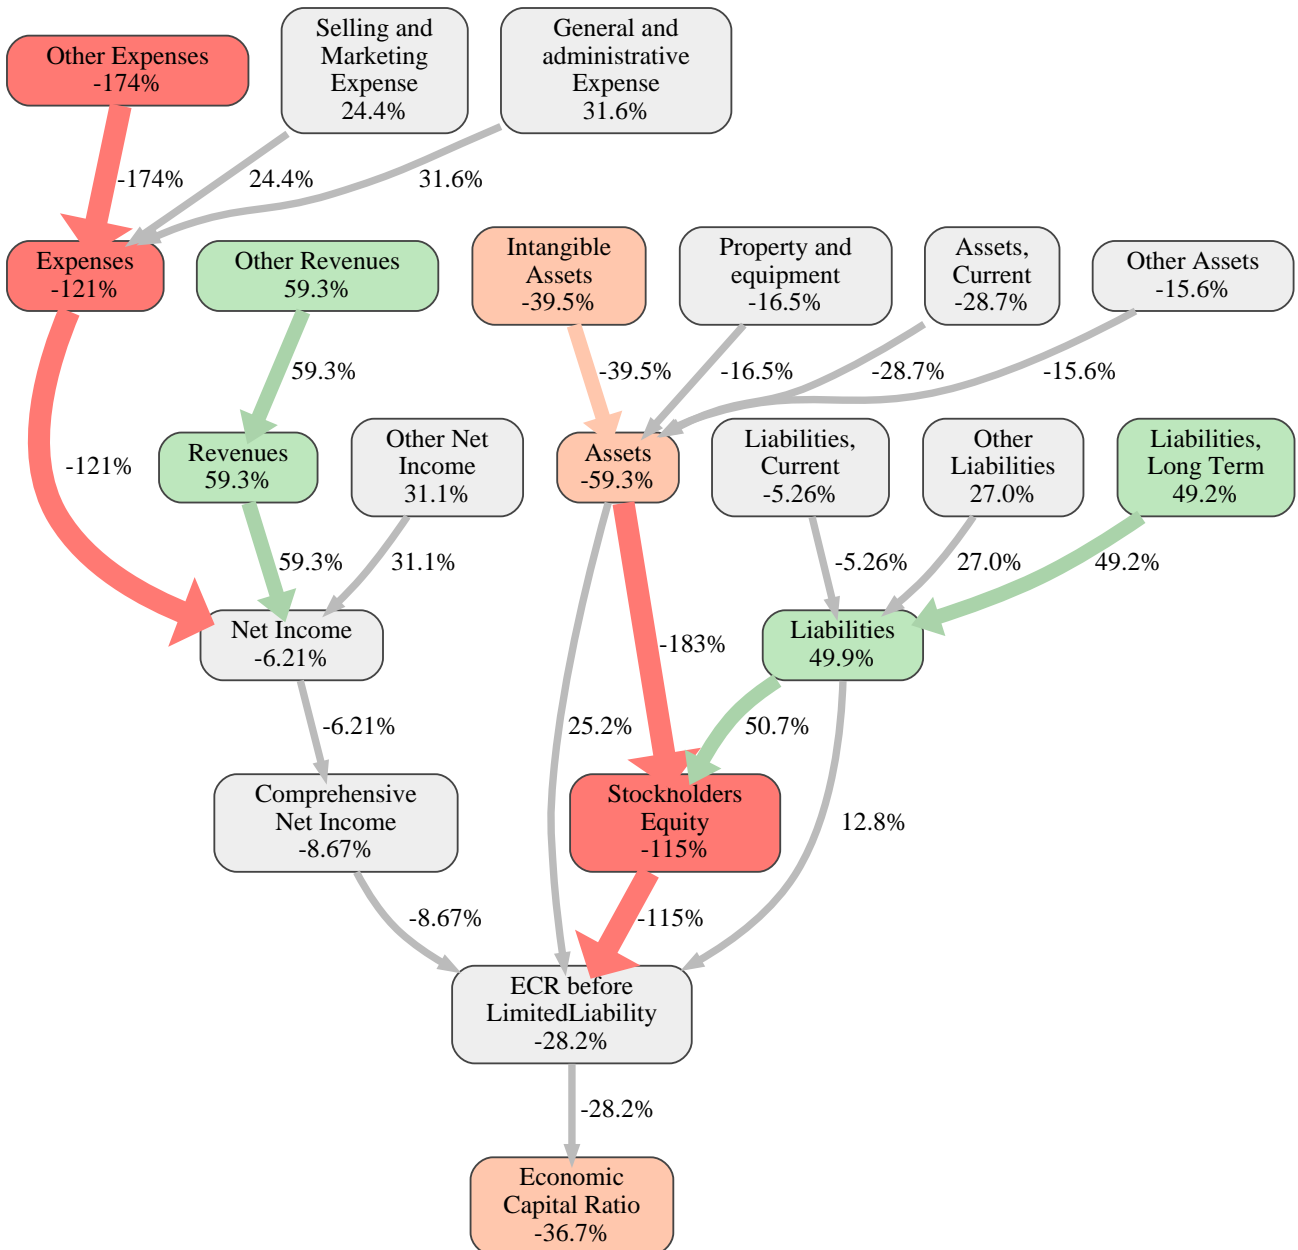 Other Expenses
-174%
Selling and
Marketing
Expense
24.4%
General and
administrative
Expense
31.6%
-174%
24.4%
31.6%
Expenses
-121%
Other Revenues
59.3%
Intangible
Assets
-39.5%
Property and
equipment
-16.5%
Assets,
Current
-28.7%
Other Assets
-15.6%
59.3%
-39.5%
-16.5%
-28.7%
-15.6%
-121%
Revenues
59.3%
Other Net
Income
31.1%
Assets
-59.3%
Liabilities,
Current
-5.26%
Other
Liabilities
27.0%
Liabilities,
Long Term
49.2%
59.3%
31.1%
-5.26%
27.0%
49.2%
Net Income
-6.21%
-183%
Liabilities
49.9%
-6.21%
25.2%
50.7%
Comprehensive
Net Income
-8.67%
Stockholders
Equity
-115%
12.8%
-8.67%
-115%
ECR before
LimitedLiability
-28.2%
-28.2%
Economic
Capital Ratio
-36.7%